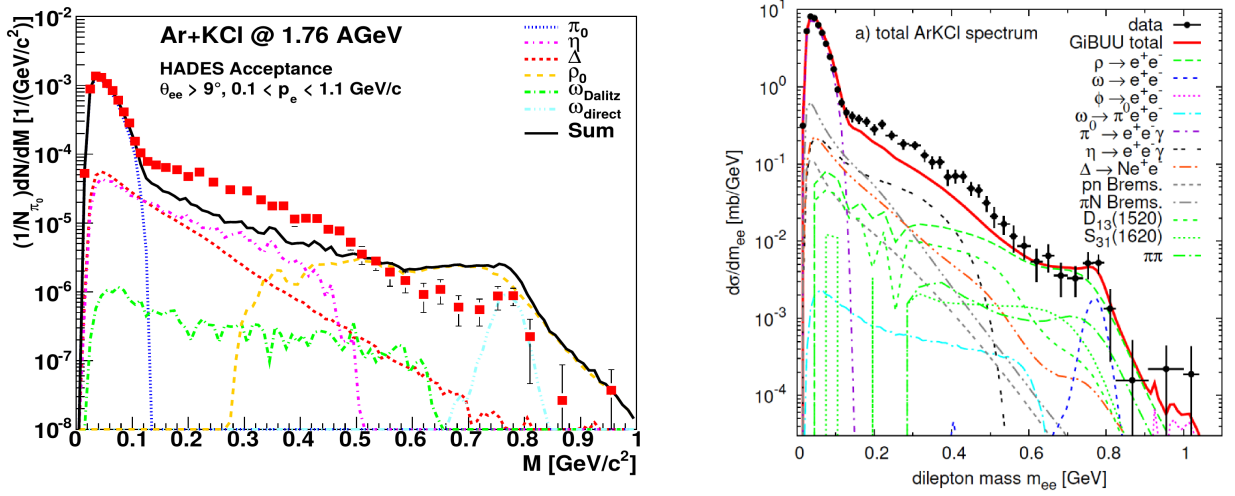 Ar+KCl @ 1.76 AGeV
HADES Acceptance
θee > 9°, 0.1 < pe < 1.1 GeV/c
π0
η
Δ
ρ0
ωDalitz
ωdirect
Sum
(1/Nπ0)dN/dM [1/(GeV/c²)]
10⁻²
10⁻³
10⁻⁴
10⁻⁵
10⁻⁶
10⁻⁷
10⁻⁸
0 0.1 0.2 0.3 0.4 0.5 0.6 0.7 0.8 0.9 1
M [GeV/c²]
a) total ArKCl spectrum
data
GiBUU total
ρ → e⁺e⁻
ω → e⁺e⁻
ϕ → e⁺e⁻
ω → π⁰e⁺e⁻
π⁰ → e⁺e⁻γ
η → e⁺e⁻γ
Δ → Ne⁺e⁻
pn Brems.
πN Brems.
D13(1520)
S31(1620)
ππ
dσ/dmee [mb/GeV]
10¹
10⁰
10⁻¹
10⁻²
10⁻³
10⁻⁴
0 0.2 0.4 0.6 0.8 1
dilepton mass mee [GeV]